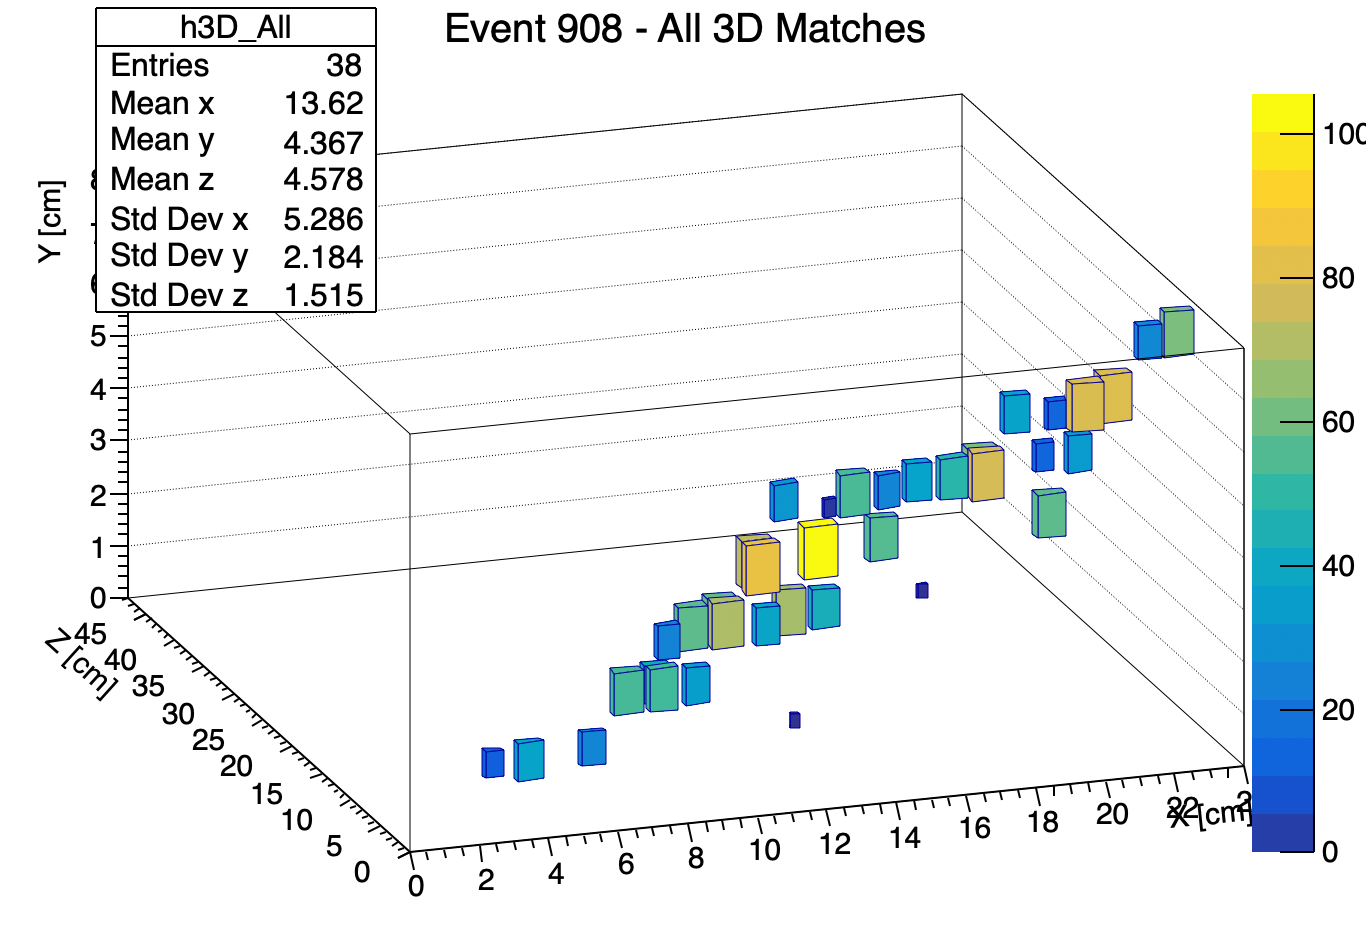 Event 908 - All 3D Matches
h3D_All
Entries 38
Mean x 13.62
Mean y 4.367
Mean z 4.578
Std Dev x 5.286
Std Dev y 2.184
Std Dev z 1.515
Y [cm]
5
4
3
2
1
0
Z [cm]
45
40
35
30
25
20
15
10
5
0
0 2 4 6 8 10 12 14 16 18 20 22
X [cm]
100
80
60
40
20
0